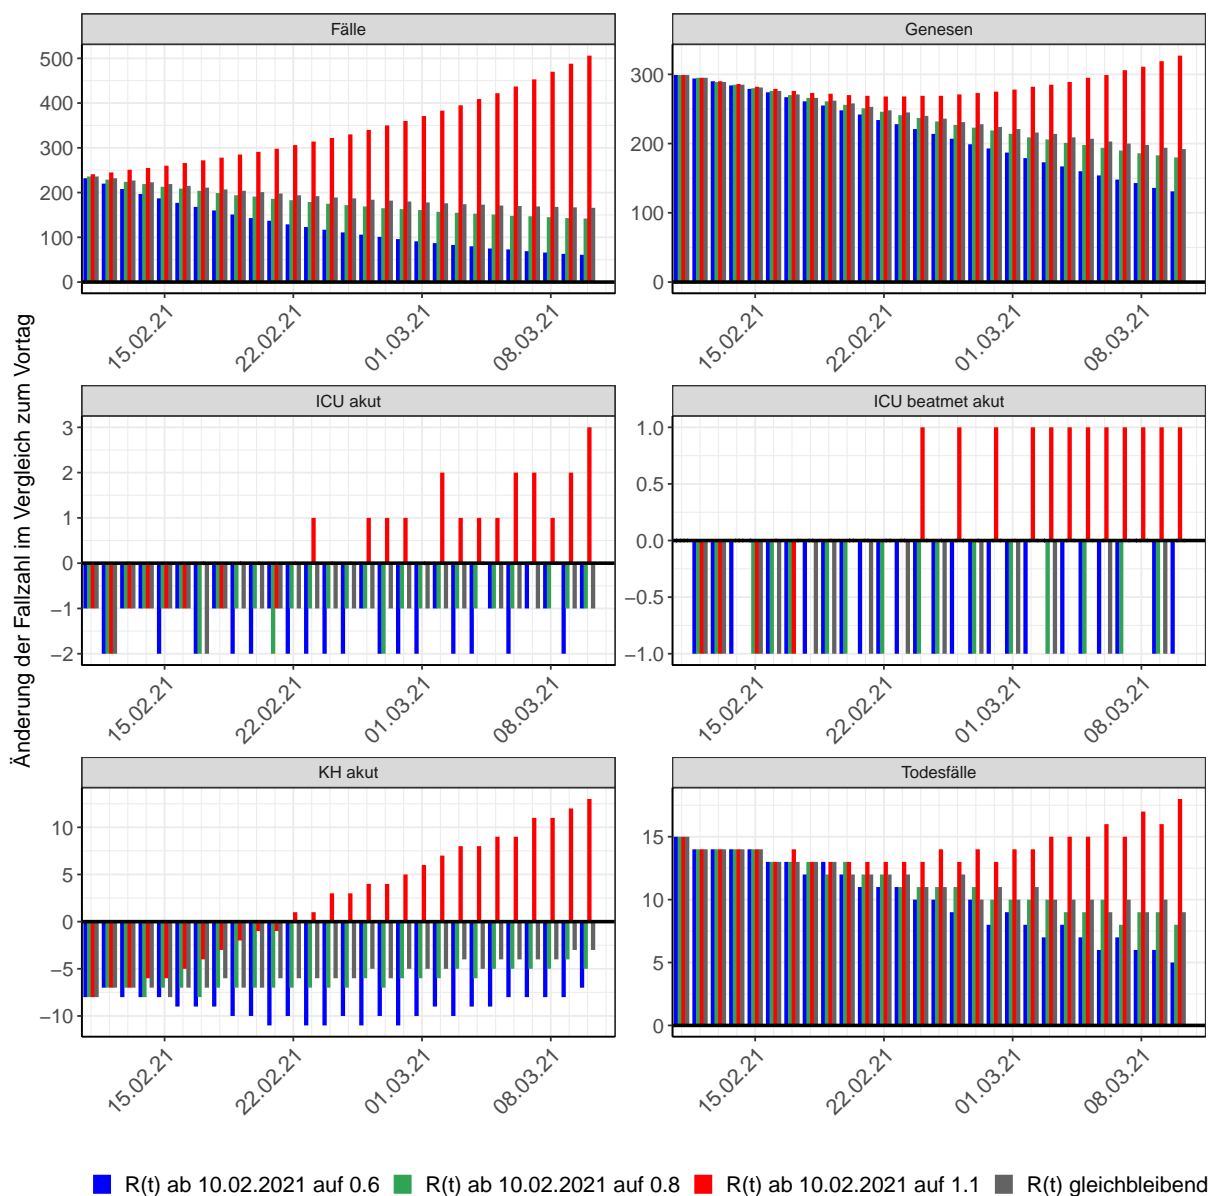 Änderung der Fallzahl im Vergleich zum Vortag
Fälle
500
400
300
200
100
0
15.02.21 22.02.21 01.03.21 08.03.21
Genesen
300
200
100
0
15.02.21 22.02.21 01.03.21 08.03.21
ICU akut
3
2
1
0
−1
−2
15.02.21 22.02.21 01.03.21 08.03.21
ICU beatmet akut
1.0
0.5
0.0
−0.5
−1.0
15.02.21 22.02.21 01.03.21 08.03.21
KH akut
10
5
0
−5
−10
15.02.21 22.02.21 01.03.21 08.03.21
Todesfälle
15
10
5
0
15.02.21 22.02.21 01.03.21 08.03.21
R(t) ab 10.02.2021 auf 0.6 R(t) ab 10.02.2021 auf 0.8 R(t) ab 10.02.2021 auf 1.1 R(t) gleichbleibend